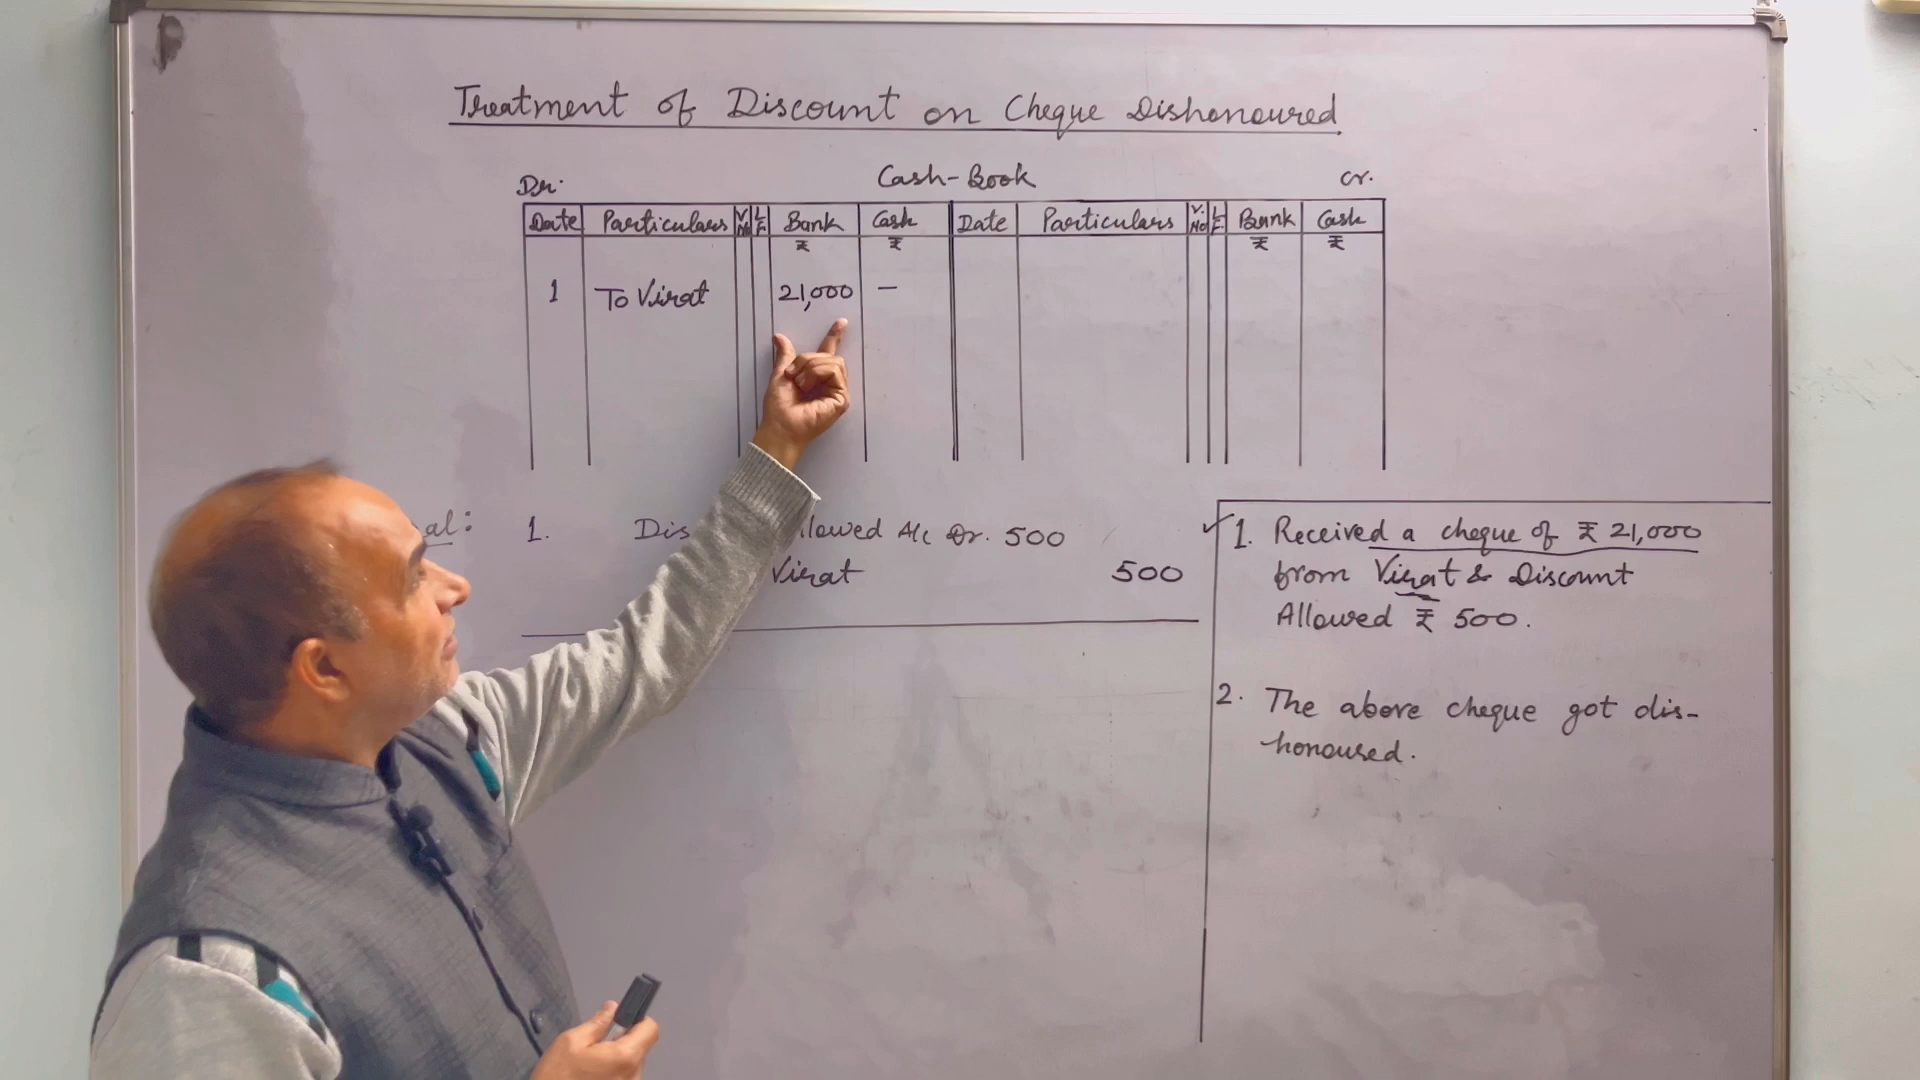 Treatment of Discount on Cheque Dishonoured
Dr. Cash-Book Cr.
Date Particulars V. No L F Bank Cash Date Particulars V. No L.F. Bank Cash
₹ ₹ ₹ ₹
1 To Virat 21,000 —
al: 1. Dis llowed A/c Dr. 500
Virat 500
✓ 1. Received a cheque of ₹ 21,000
from Virat & Discount
Allowed ₹ 500.
2. The above cheque got dis-
honoured.